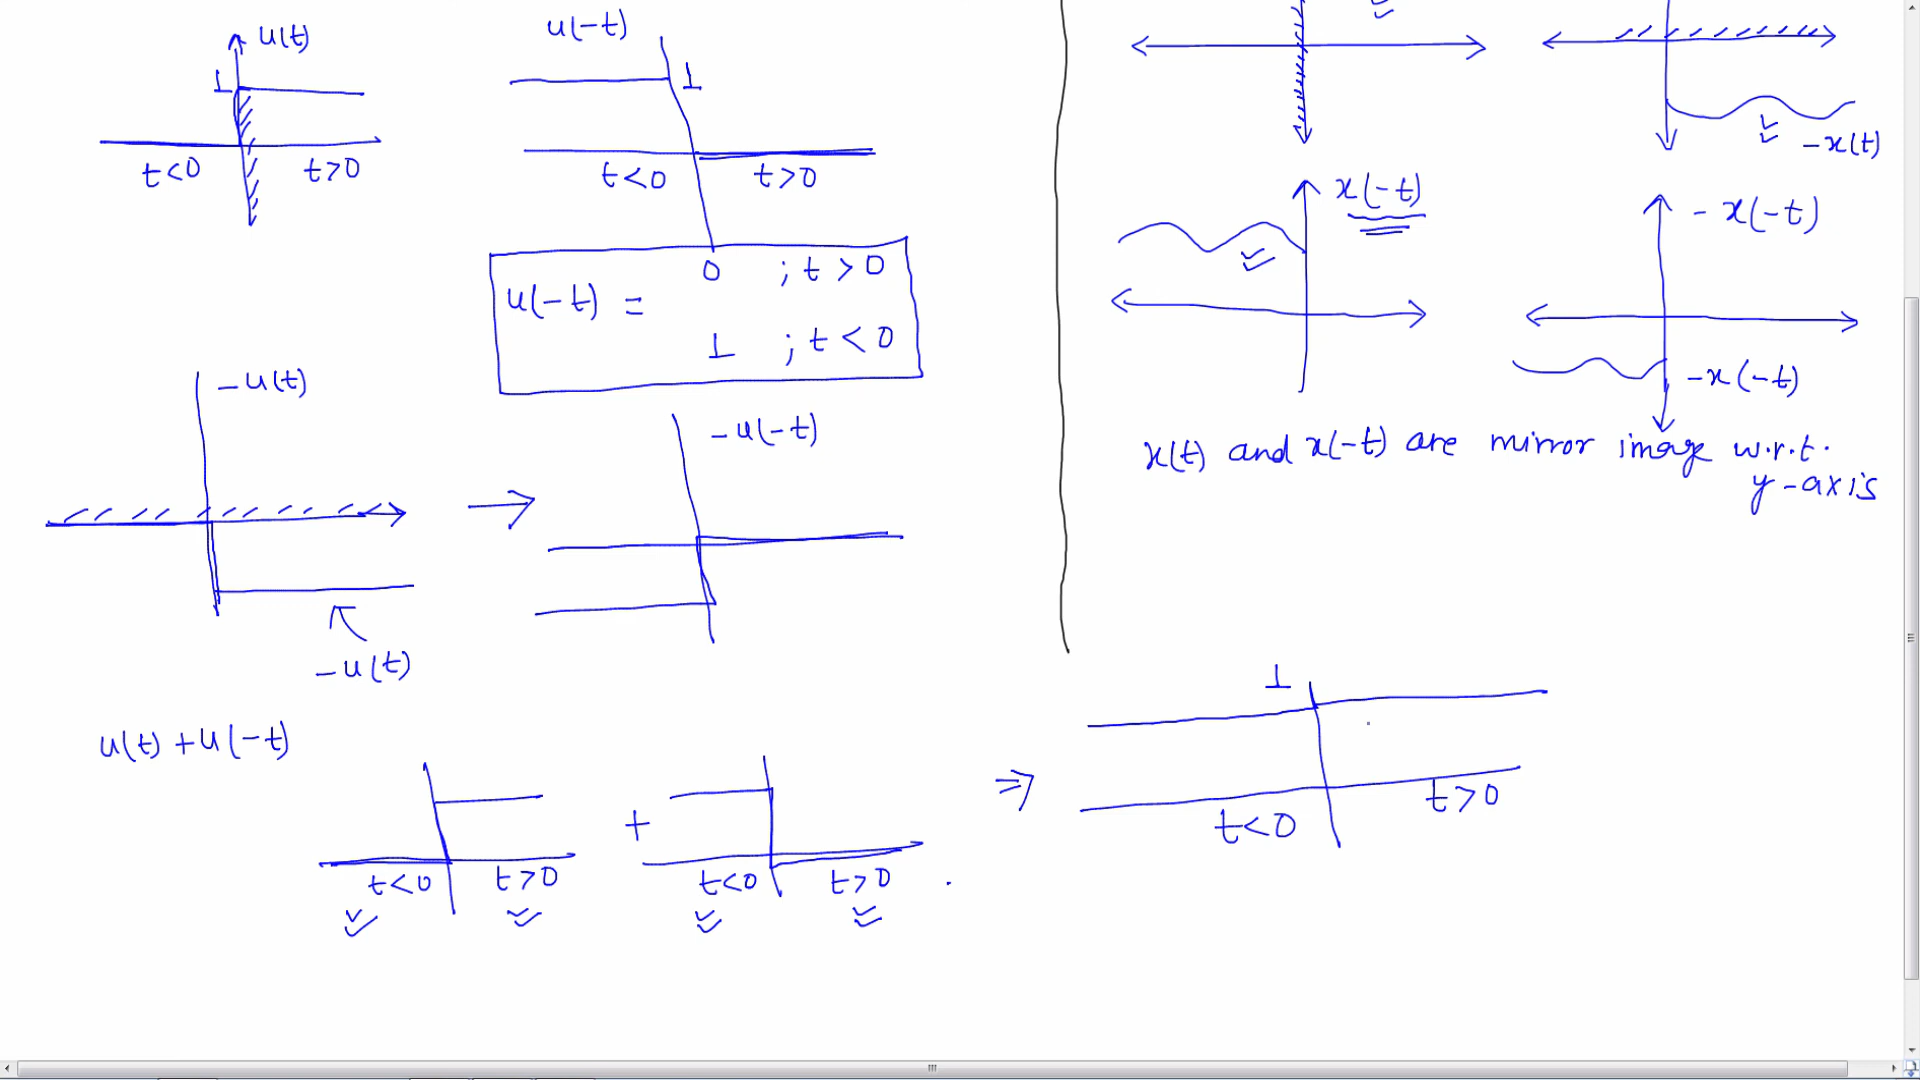 u(t)
1
t<0 t>0
u(-t)
1
t<0 t>0
u(-t) =
0 ; t > 0
1 ; t < 0
-u(t)
-u(t)
-u(-t)
u(t) + u(-t)
t<0 t>0
+
t<0 t>0
⇒
1
t<0 t>0
-x(t)
x(-t)
-x(-t)
-x(-t)
x(t) and x(-t) are mirror image w.r.t.
y-axis